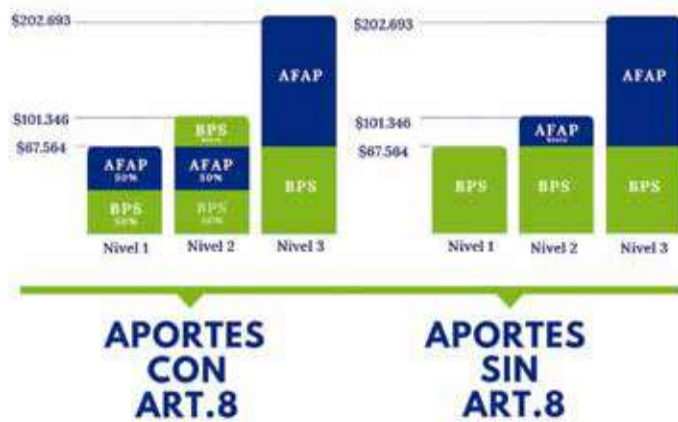 $202.693
$101.346
$67.564
AFAP
50%
BPS
50%
BPS
AFAP
50%
BPS
50%
AFAP
BPS
Nivel 1
Nivel 2
Nivel 3
$202.693
$101.346
$67.564
BPS
AFAP
BPS
AFAP
BPS
Nivel 1
Nivel 2
Nivel 3
APORTES
CON
ART.8
APORTES
SIN
ART.8